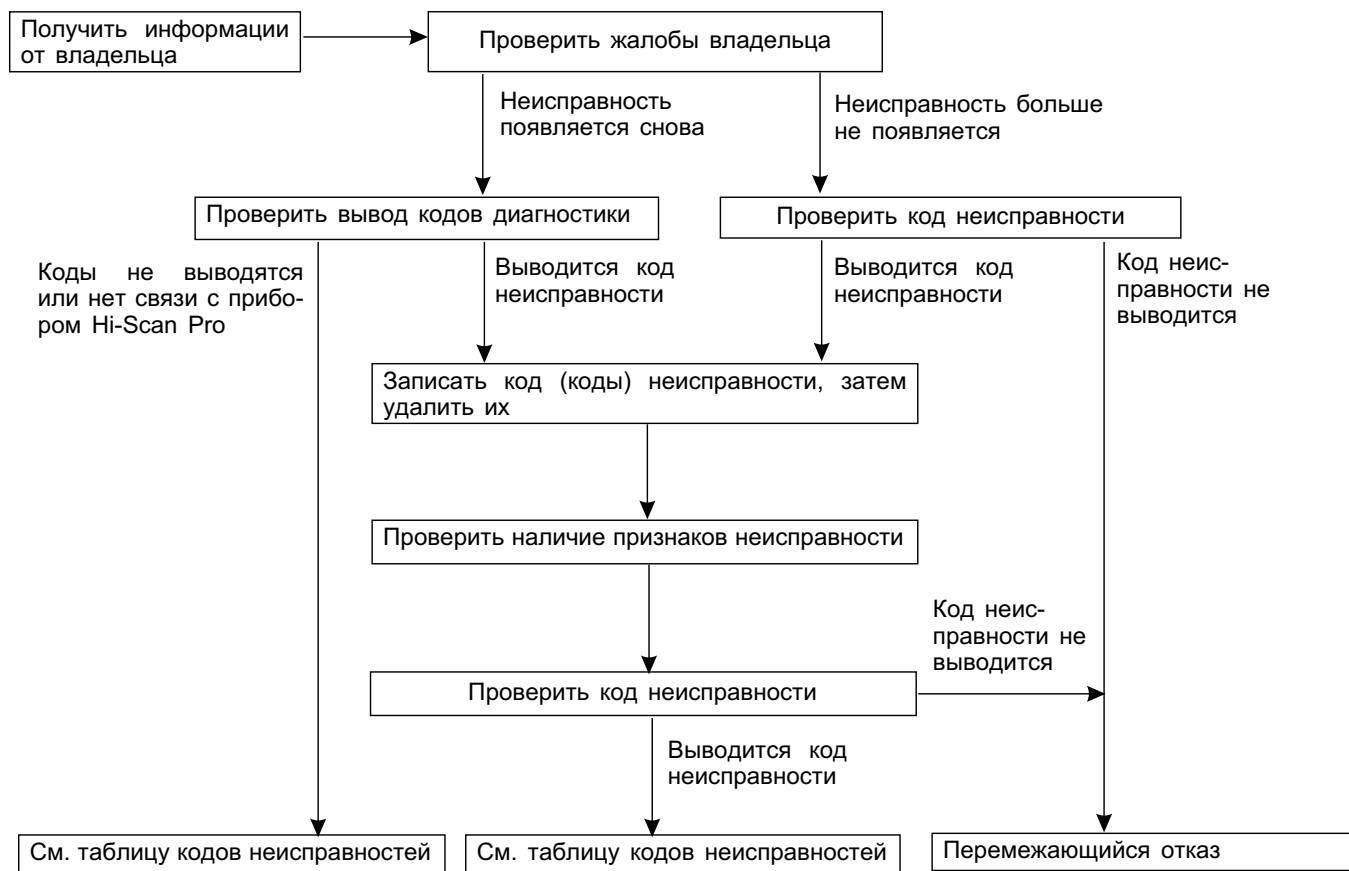 Получить информации
от владельца
Проверить жалобы владельца
Неисправность
появляется снова
Неисправность больше
не появляется
Проверить вывод кодов диагностики
Проверить код неисправности
Коды не выводятся
или нет связи с прибо-
ром Hi-Scan Pro
Выводится код
неисправности
Выводится код
неисправности
Код неис-
правности не
выводится
Записать код (коды) неисправности, затем
удалить их
Проверить наличие признаков неисправности
Код неис-
правности не
выводится
Проверить код неисправности
Выводится код
неисправности
См. таблицу кодов неисправностей
См. таблицу кодов неисправностей
Перемежающийся отказ